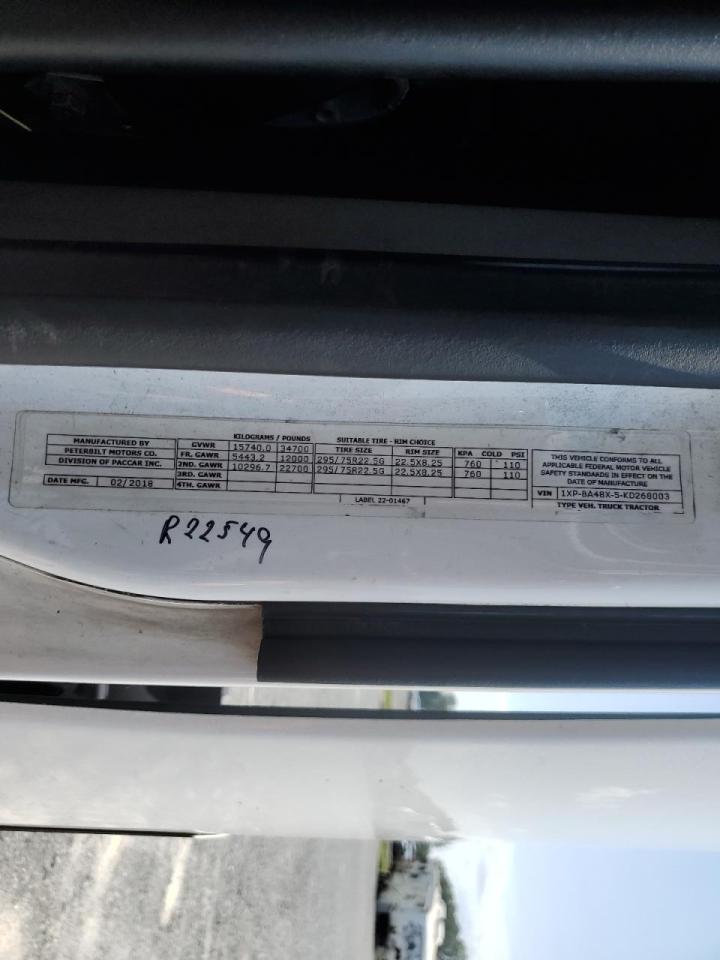 MANUFACTURED BY
PETERBILT MOTORS CO.
DIVISION OF PACCAR INC.
DATE MFG. 02/2018
KILOGRAMS / POUNDS
GVWR 15740.0 34700
FR. GAWR 5443.2 12000
2ND. GAWR 10296.7 22700
3RD. GAWR
4TH. GAWR
SUITABLE TIRE - RIM CHOICE
TIRE SIZE RIM SIZE KPA COLD PSI
295/75R22.5G 22.5X8.25 760 110
295/75R22.5G 22.5X8.25 760 110
LABEL 22-01467
THIS VEHICLE CONFORMS TO ALL
APPLICABLE FEDERAL MOTOR VEHICLE
SAFETY STANDARDS IN EFFECT ON THE
DATE OF MANUFACTURE
VIN 1XP-BA48X-5-KD268003
TYPE VEH. TRUCK TRACTOR
R22549